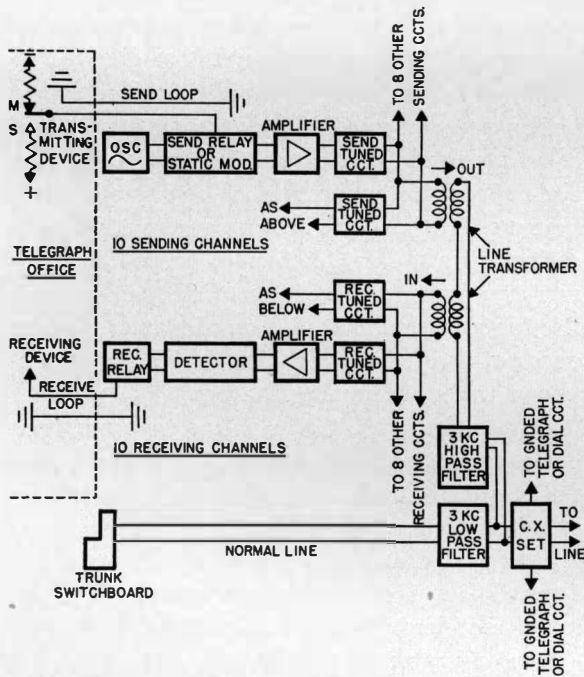 TO 8 OTHER
SENDING CCTS.
SEND LOOP
M
S
TRANS-
MITTING
DEVICE
+
OSC
SEND RELAY
OR
STATIC MOD.
AMPLIFIER
SEND
TUNED
CCT.
OUT
AS
ABOVE
SEND
TUNED
CCT.
TELEGRAPH
OFFICE
10 SENDING CHANNELS
LINE
TRANSFORMER
IN
AS
BELOW
REC.
TUNED
CCT.
RECEIVING
DEVICE
REC.
RELAY
DETECTOR
AMPLIFIER
REC.
TUNED
CCT.
RECEIVE
LOOP
10 RECEIVING CHANNELS
TO 8 OTHER
RECEIVING CCTS.
3 KC
HIGH
PASS
FILTER
TO GNDED
TELEGRAPH
OR DIAL CCT.
3 KC
LOW
PASS
FILTER
C.X.
SET
TO
LINE
NORMAL LINE
TRUNK
SWITCHBOARD
TO GNDED
TELEGRAPH
OR DIAL CCT.